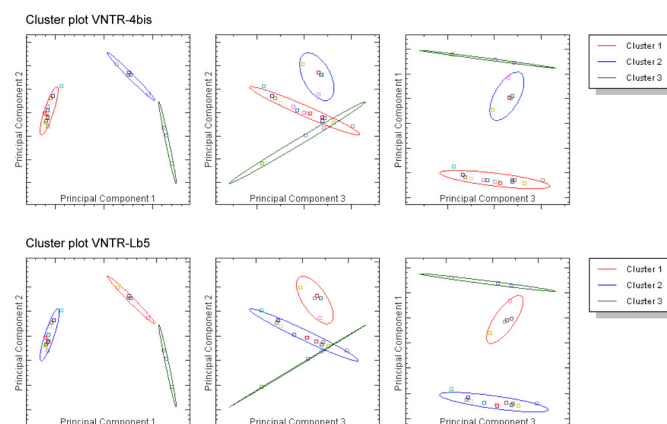 Cluster plot VNTR-4bis
Principal Component 2
Principal Component 1
Principal Component 2
Principal Component 3
Principal Component 1
Principal Component 3
Cluster 1
Cluster 2
Cluster 3
Cluster plot VNTR-Lb5
Principal Component 2
Principal Component 1
Principal Component 2
Principal Component 3
Principal Component 1
Principal Component 3
Cluster 1
Cluster 2
Cluster 3